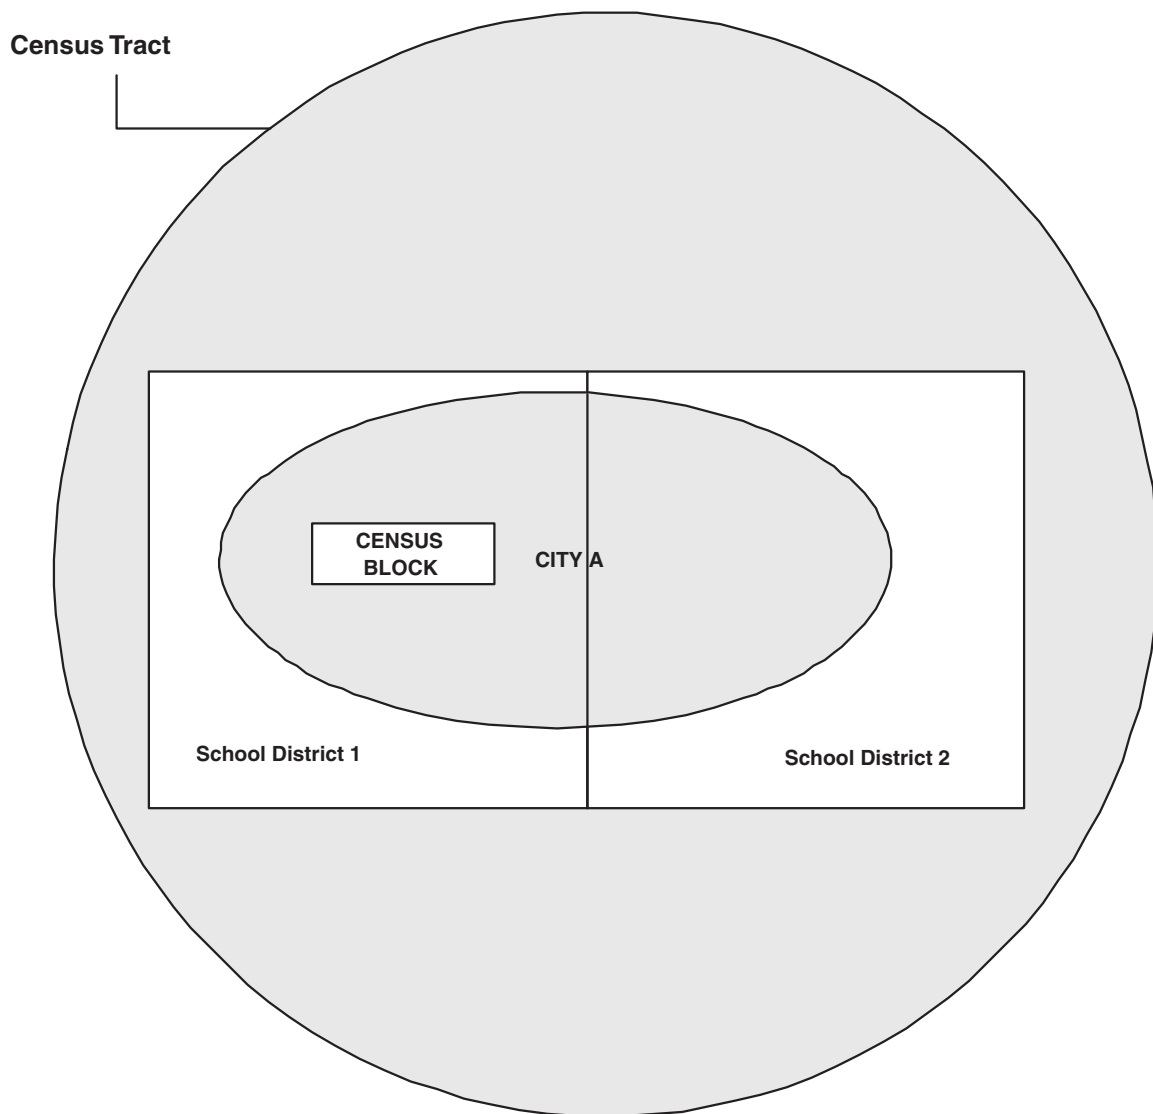 Census Tract
CENSUS
BLOCK
CITY A
School District 1
School District 2